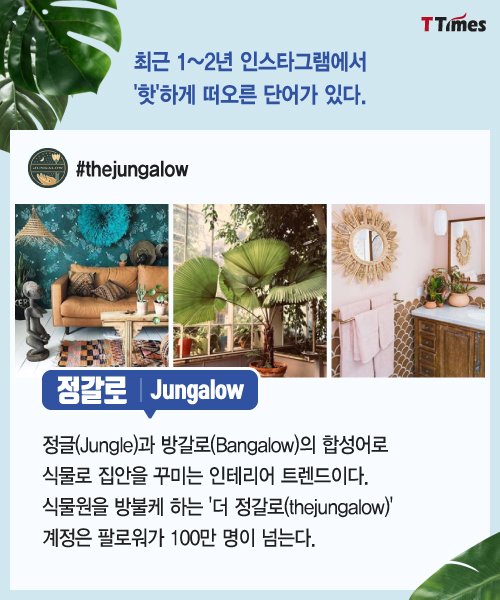 TTimes
최근 1~2년 인스타그램에서
'핫'하게 떠오른 단어가 있다.
JUNGALOW
#thejungalow
정갈로 | Jungalow
정글(Jungle)과 방갈로(Bangalow)의 합성어로
식물로 집안을 꾸미는 인테리어 트렌드이다.
식물원을 방불케 하는 '더 정갈로(thejungalow)'
계정은 팔로워가 100만 명이 넘는다.